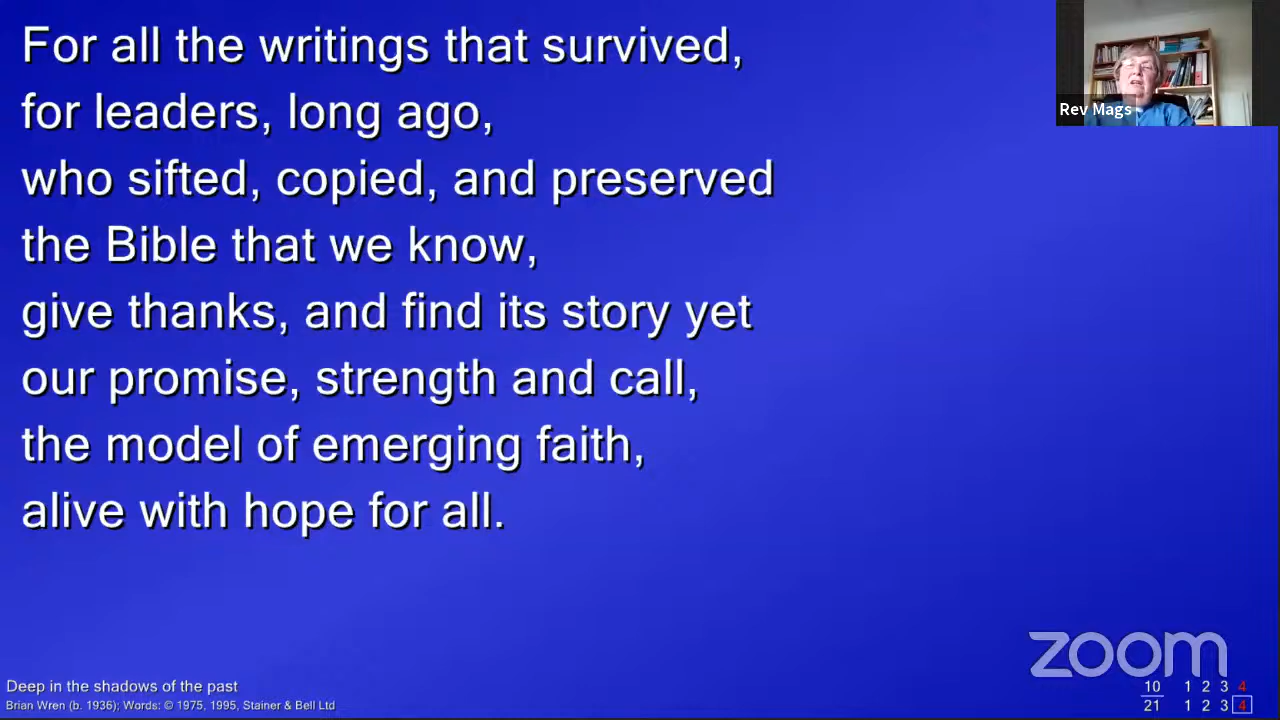 For all the writings that survived,
for leaders, long ago,
who sifted, copied, and preserved
the Bible that we know,
give thanks, and find its story yet
our promise, strength and call,
the model of emerging faith,
alive with hope for all.
Rev Mags
zoom
Deep in the shadows of the past
Brian Wren (b. 1936); Words: © 1975, 1995, Stainer & Bell Ltd
10 1 2 3 4
21 1 2 3 4